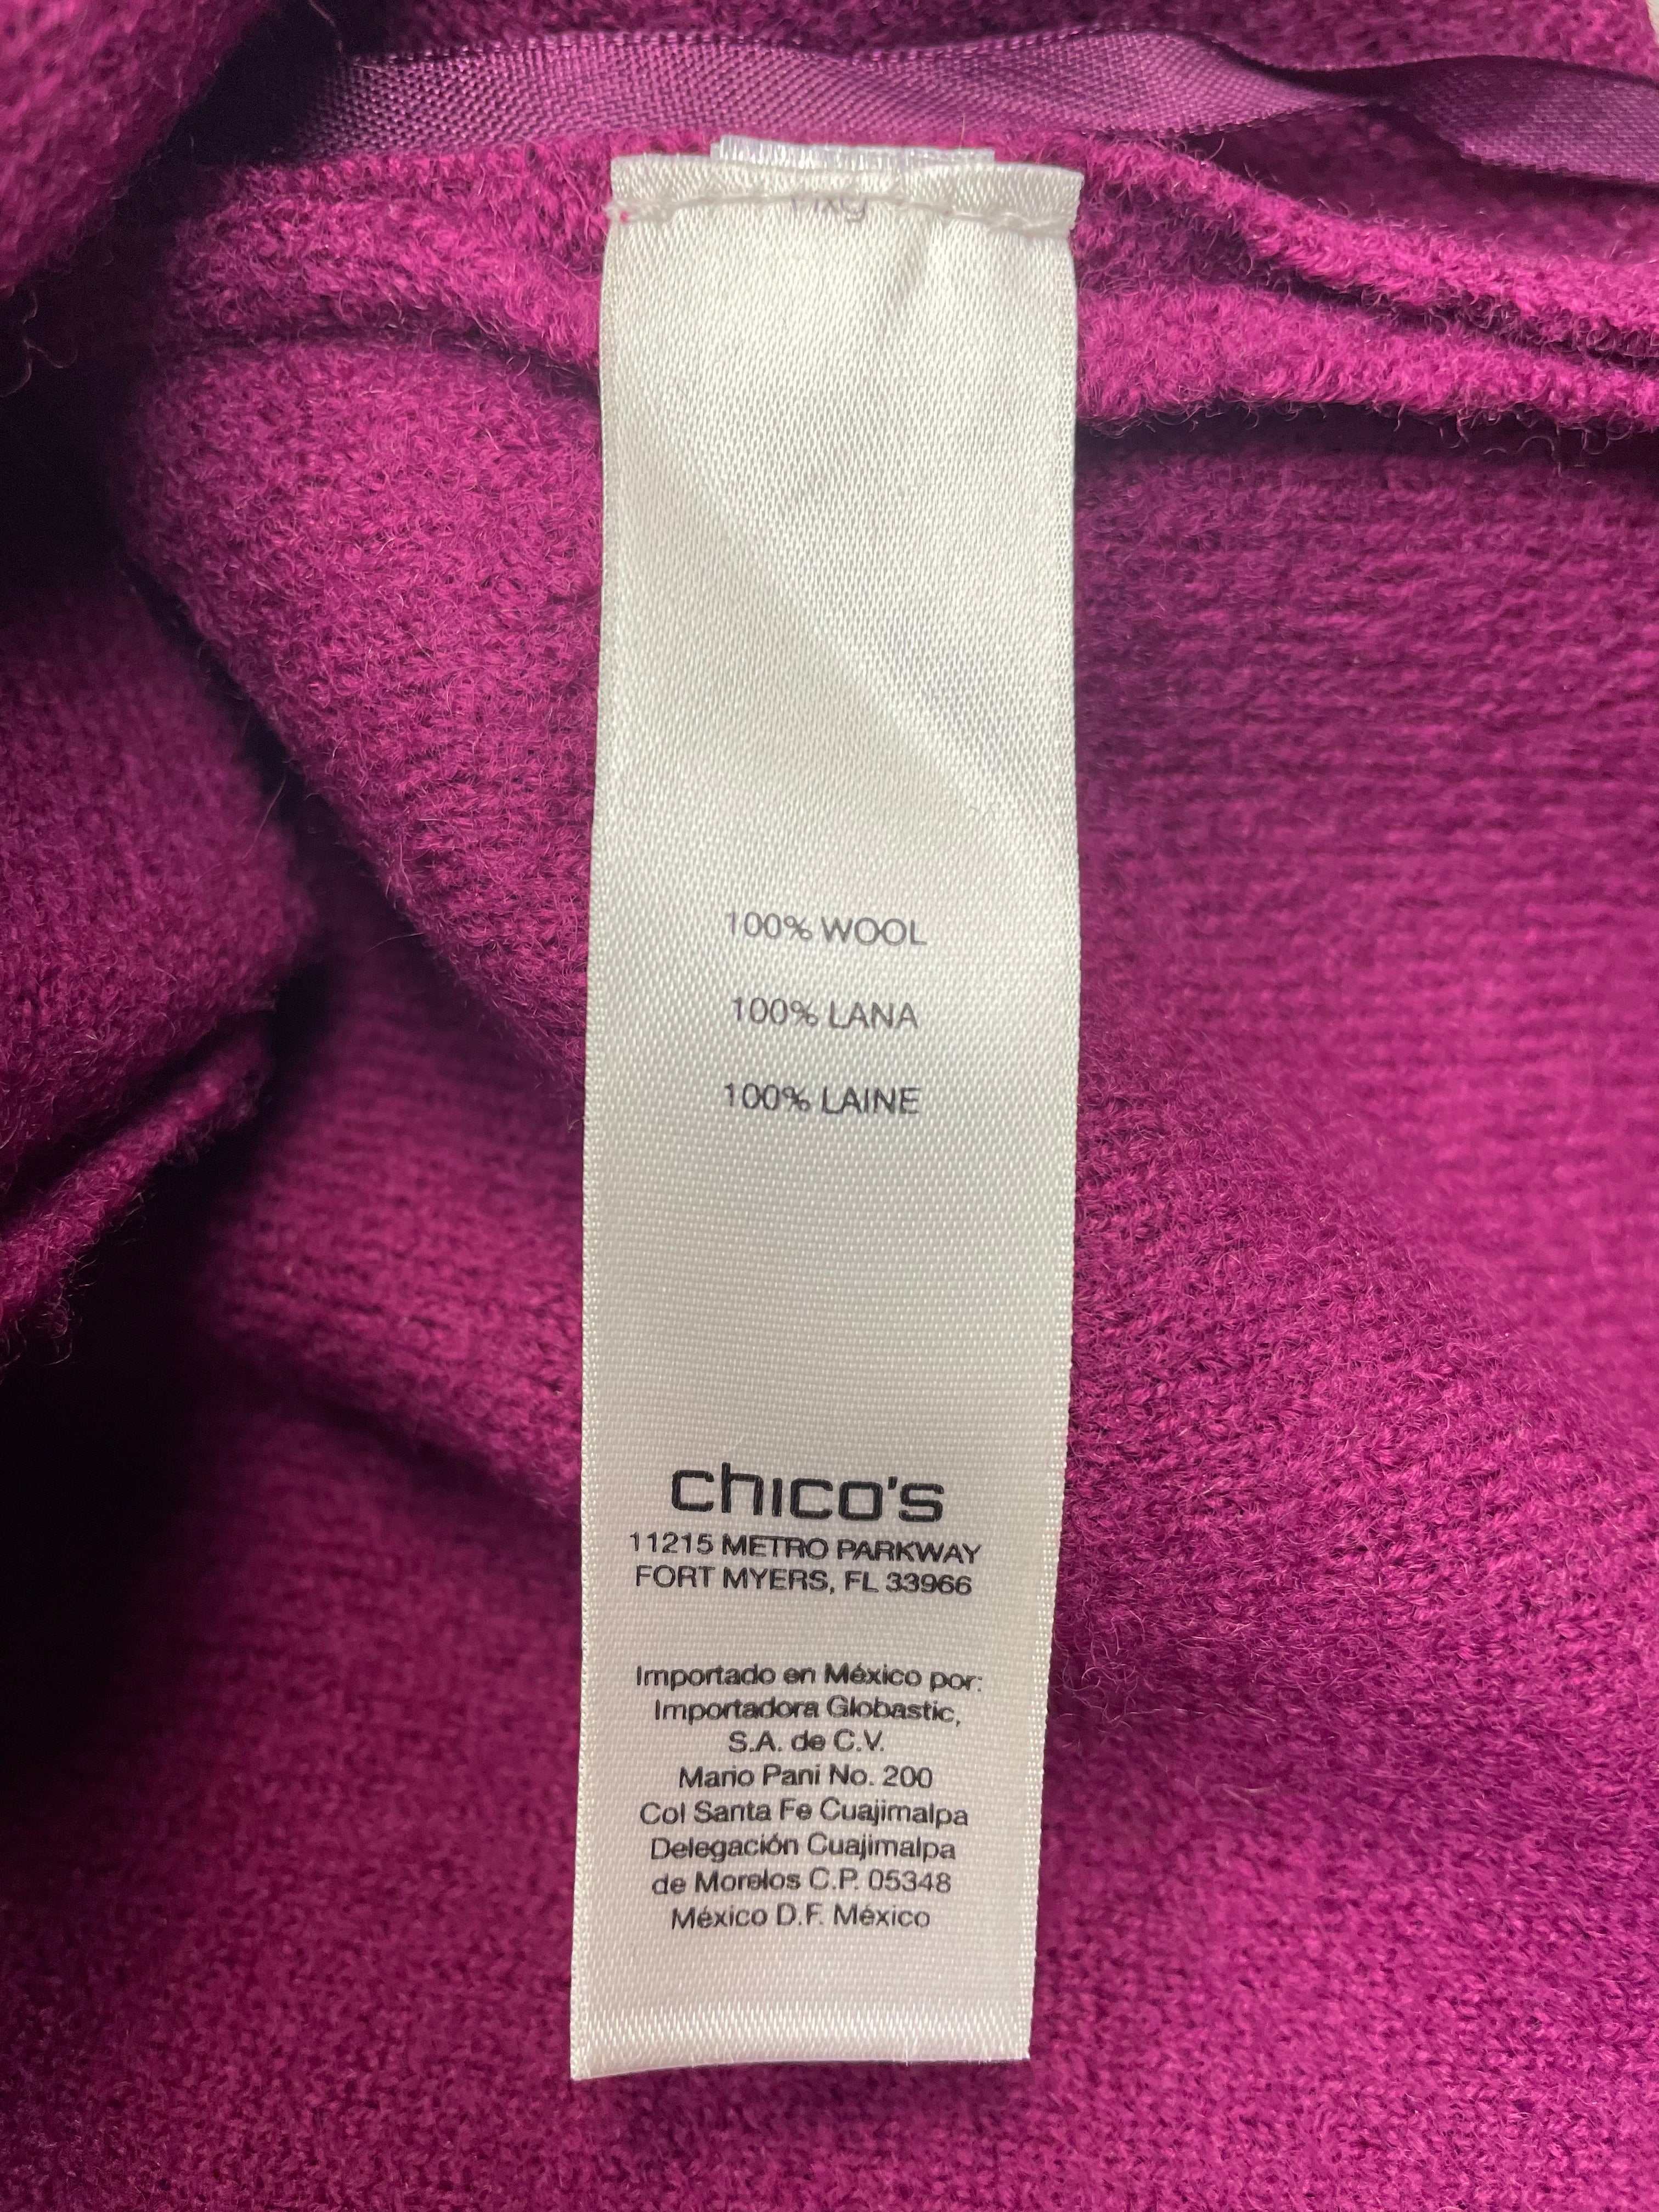 100% WOOL
100% LANA
100% LAINE
chico's
11215 METRO PARKWAY
FORT MYERS, FL 33966
Importado en México por:
Importadora Globastic,
S.A. de C.V.
Mario Pani No. 200
Col Santa Fe Cuajimalpa
Delegación Cuajimalpa
de Morelos C.P. 05348
México D.F. México